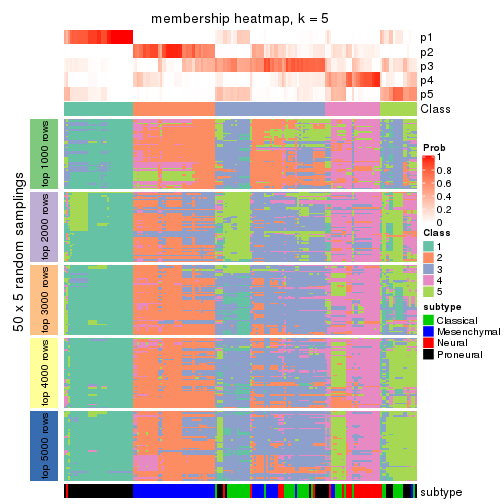 membership heatmap, k = 5
p1
p2
p3
p4
p5
Class
50 x 5 random samplings
top 1000 rows
top 2000 rows
top 3000 rows
top 4000 rows
top 5000 rows
subtype
Prob
1
0.8
0.6
0.4
0.2
0
Class
1
2
3
4
5
subtype
Classical
Mesenchymal
Neural
Proneural